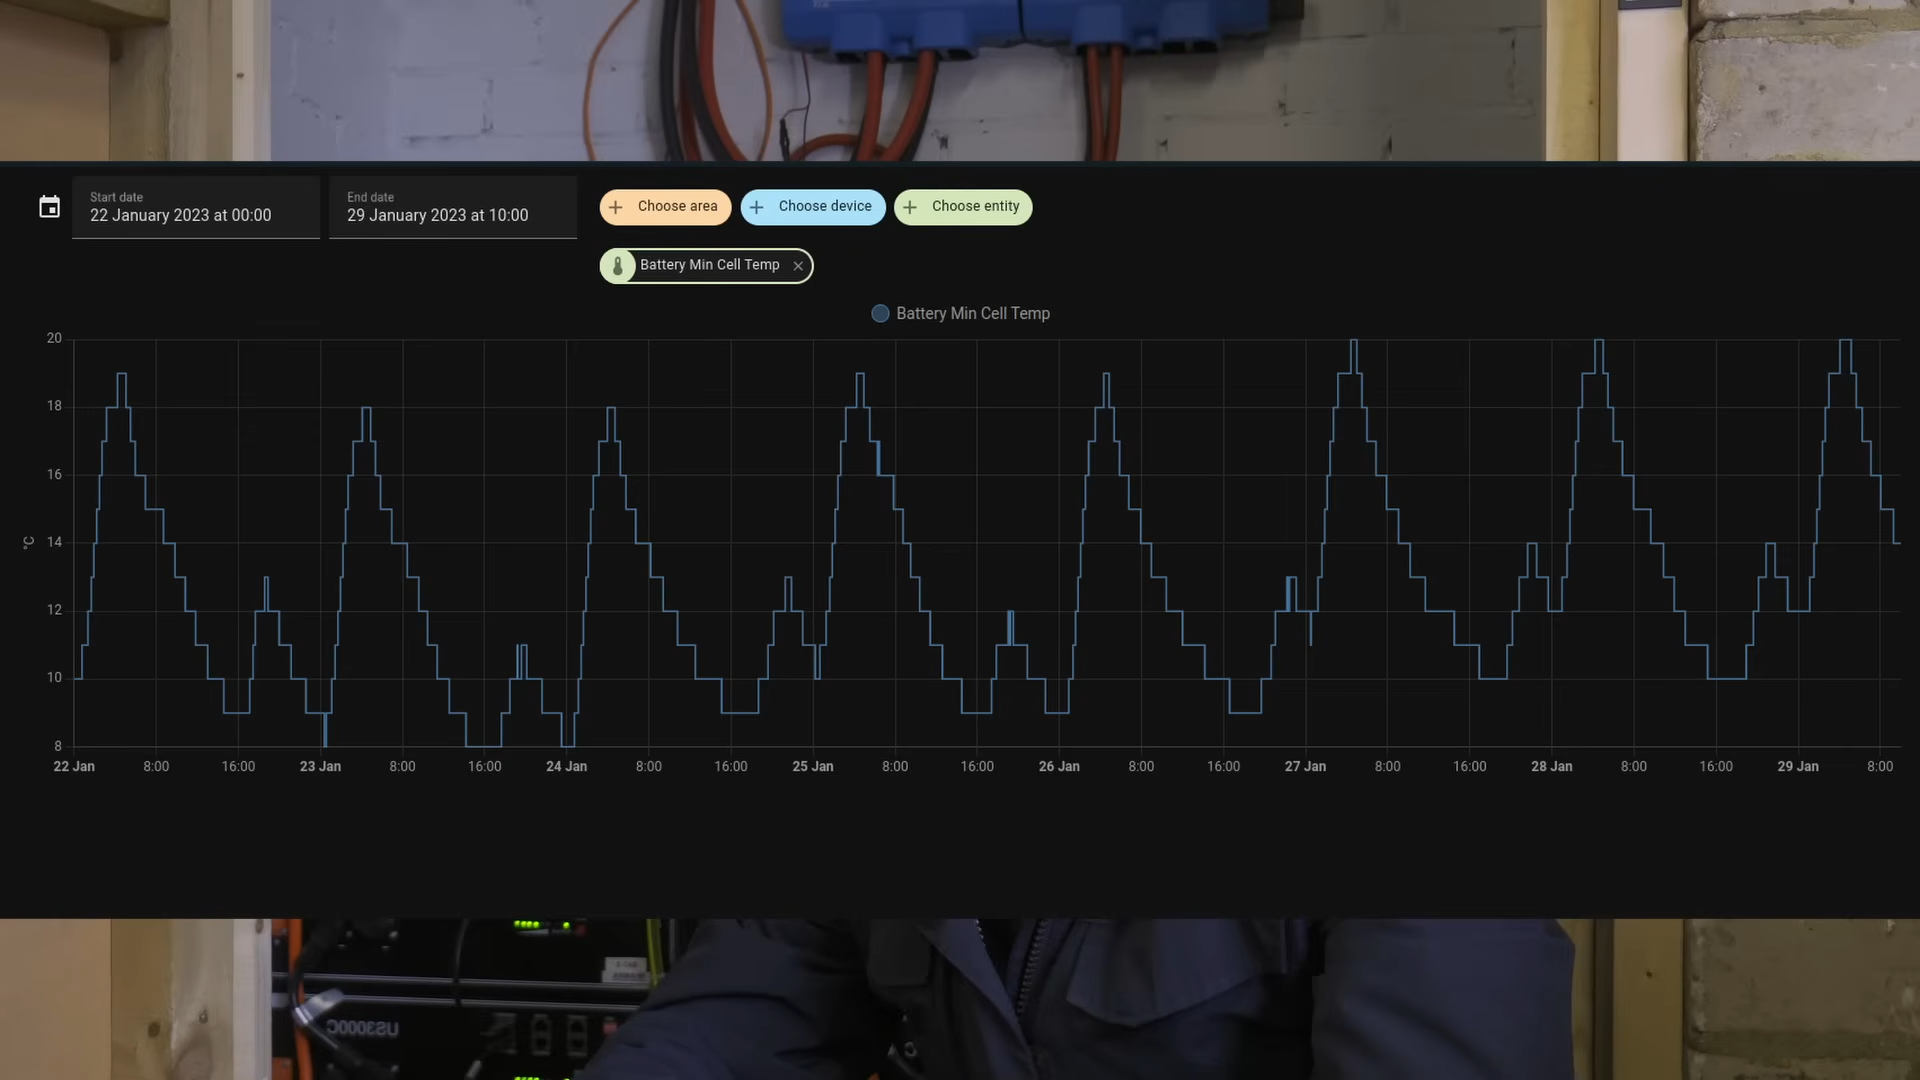 Start date
22 January 2023 at 00:00
End date
29 January 2023 at 10:00
Choose area
Choose device
Choose entity
Battery Min Cell Temp
Battery Min Cell Temp
°C
20
18
16
14
12
10
8
22 Jan 8:00 16:00 23 Jan 8:00 16:00 24 Jan 8:00 16:00 25 Jan 8:00 16:00 26 Jan 8:00 16:00 27 Jan 8:00 16:00 28 Jan 8:00 16:00 29 Jan 8:00
US3000C